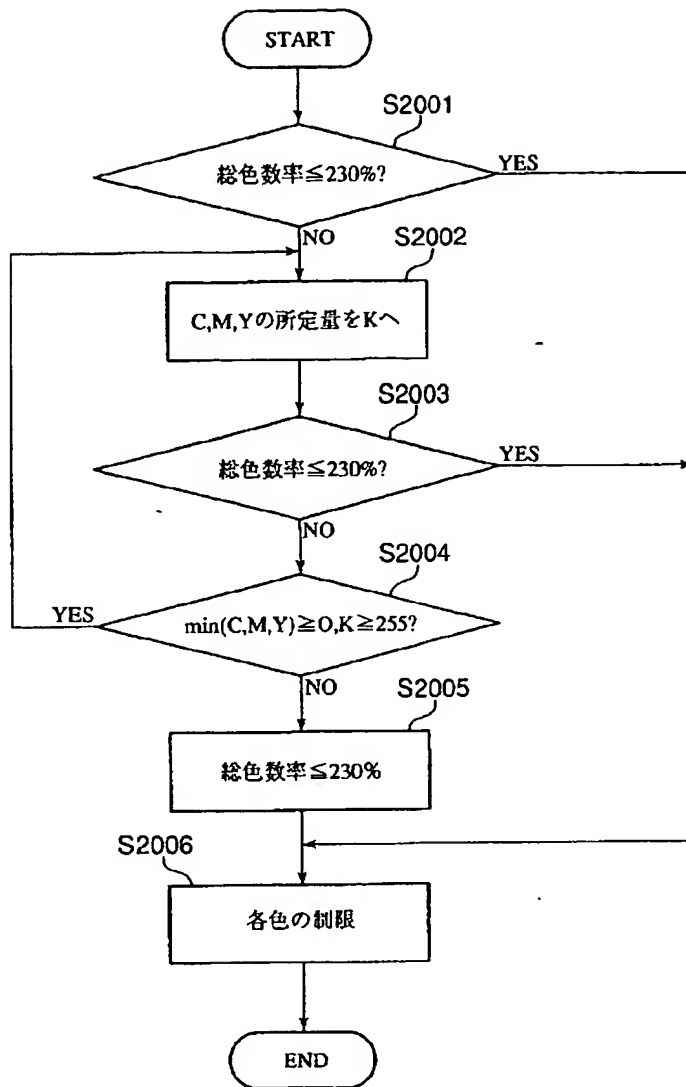 START
S2001
総色数率≦230%?
YES
NO
S2002
C,M,Yの所定量をKへ
S2003
総色数率≦230%?
YES
NO
S2004
YES
min(C,M,Y)≧O,K≧255?
NO
S2005
総色数率≦230%
S2006
各色の制限
END